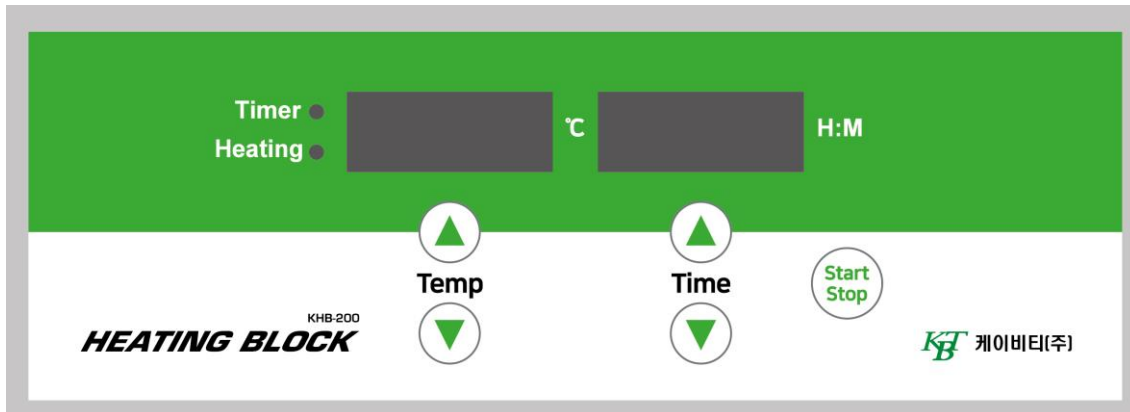 Timer
℃
H:M
Heating
Temp
Time
Start
Stop
KHB-200
HEATING BLOCK
KBT 케이비티(주)